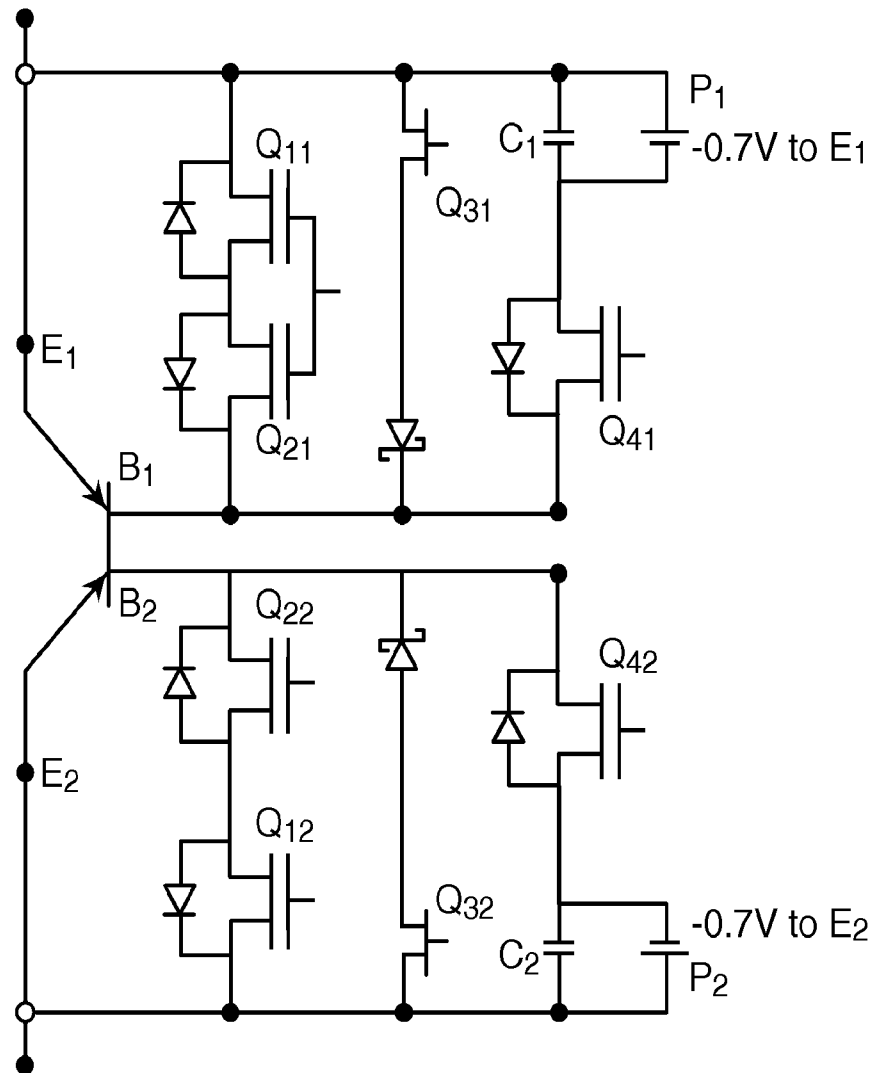 P1
Q11
C1
-0.7V to E1
Q31
E1
Q21
Q41
B1
B2
Q22
Q42
E2
Q12
Q32
-0.7V to E2
C2
P2